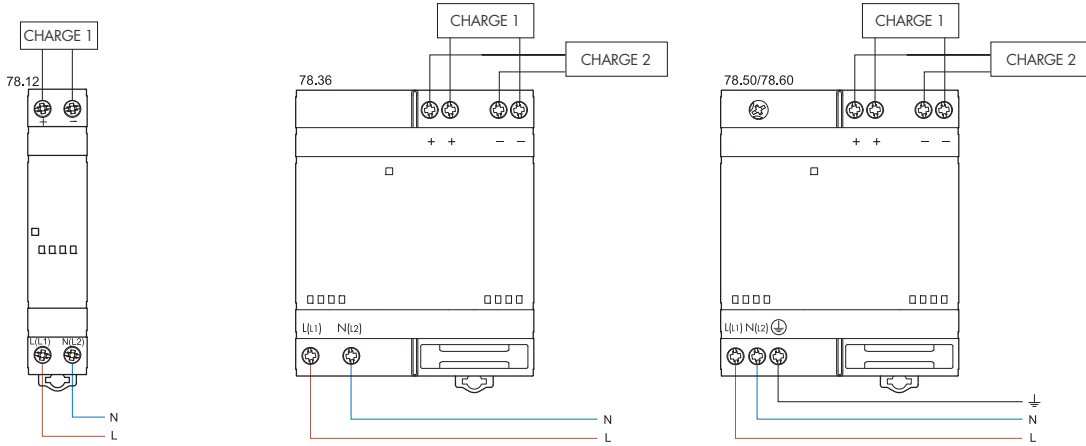 CHARGE 1
78.12
+ −
L(L1) N(L2)
N
L
CHARGE 1
CHARGE 2
78.36
+ + − −
L(L1) N(L2)
N
L
CHARGE 1
CHARGE 2
78.50/78.60
+ + − −
L(L1) N(L2)
N
L